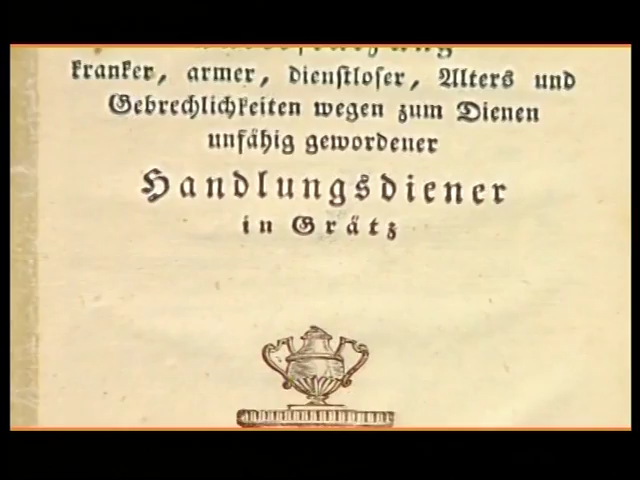 kranker, armer, dienstloser, Alters und
Gebrechlichkeiten wegen zum Dienen
unfähig gewordener
Handlungsdiener
in Grätz